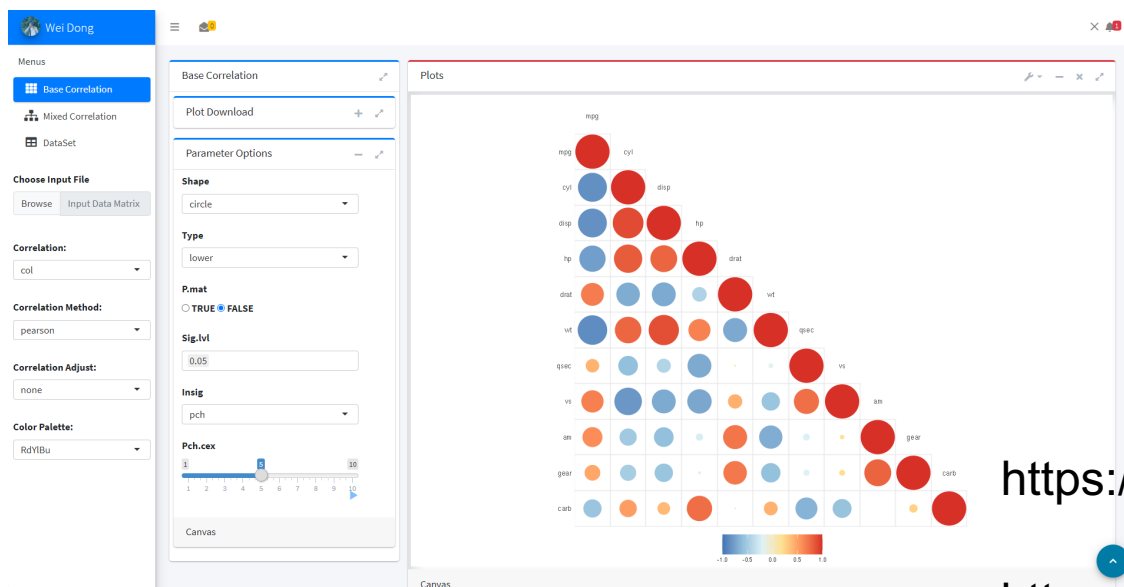 Wei Dong
0
1
Menus
Base Correlation
Mixed Correlation
DataSet
Choose Input File
Browse Input Data Matrix
Correlation:
col
Correlation Method:
pearson
Correlation Adjust:
none
Color Palette:
RdYlBu
Base Correlation
Plot Download
Parameter Options
Shape
circle
Type
lower
P.mat
TRUE FALSE
Sig.lvl
0.05
Insig
pch
Pch.cex
1 5 10
1 2 3 4 5 6 7 8 9 10
Canvas
Plots
mpg
mpg cyl
cyl disp
disp hp
hp drat
drat wt
wt qsec
qsec vs
vs am
am gear
gear carb
carb
-1.0 -0.5 0.0 0.5 1.0
Canvas
https:/